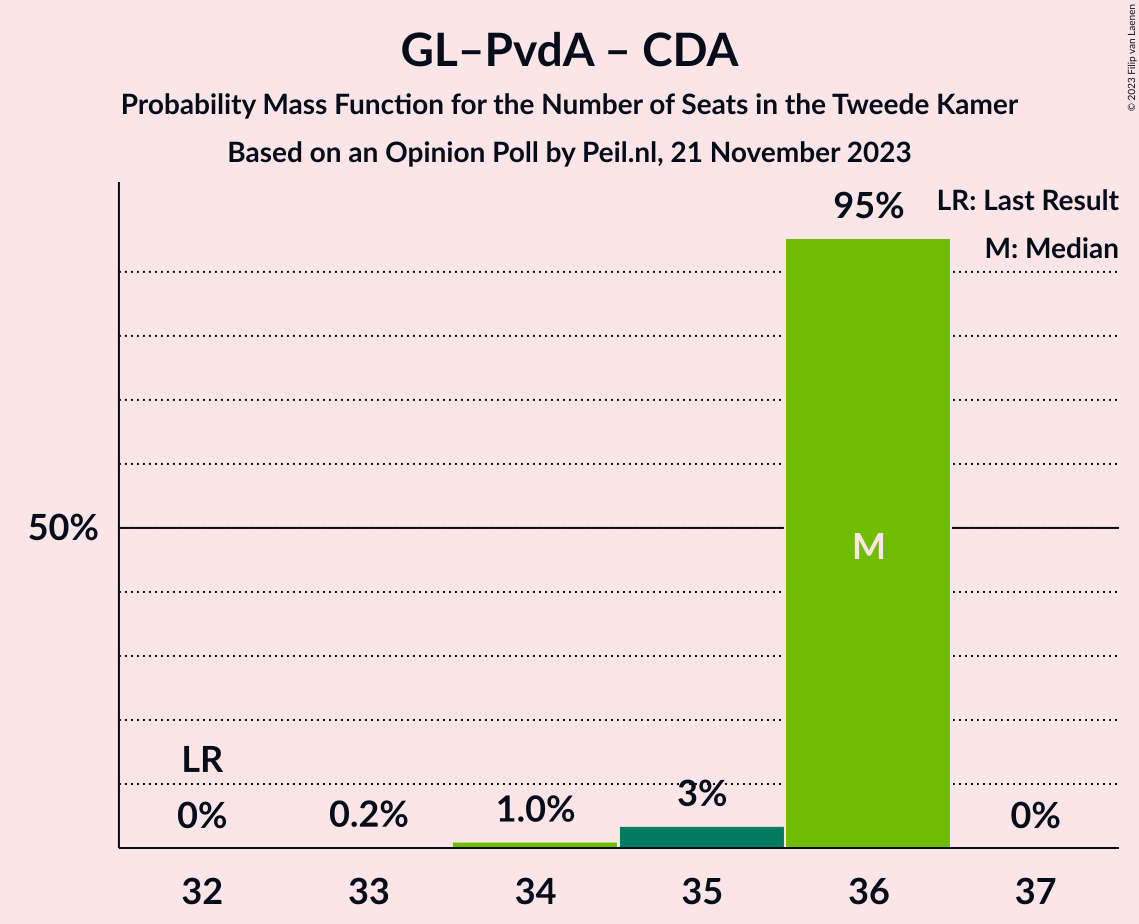 GL–PvdA – CDA
Probability Mass Function for the Number of Seats in the Tweede Kamer
Based on an Opinion Poll by Peil.nl, 21 November 2023
© 2023 Filip van Laenen
LR: Last Result
M: Median
95%
50%
M
LR
0%
0.2%
1.0%
3%
0%
32
33
34
35
36
37